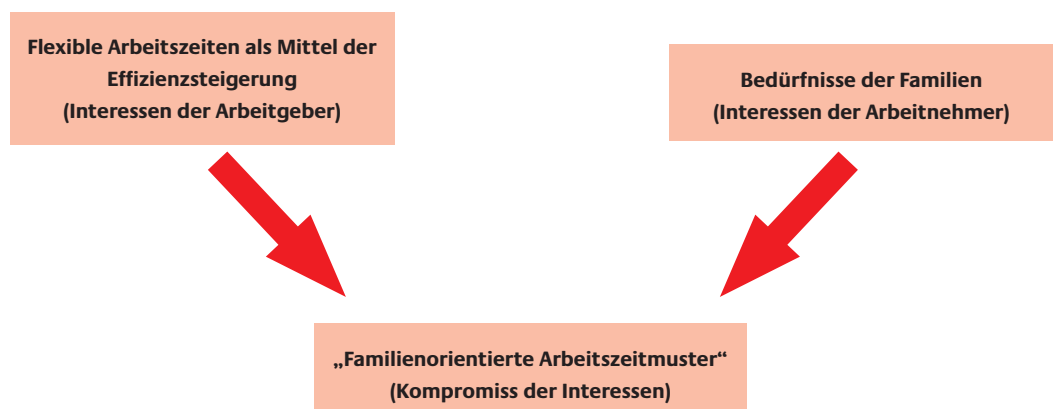 Flexible Arbeitszeiten als Mittel der
Effizienzsteigerung
(Interessen der Arbeitgeber)
Bedürfnisse der Familien
(Interessen der Arbeitnehmer)
„Familienorientierte Arbeitszeitmuster“
(Kompromiss der Interessen)